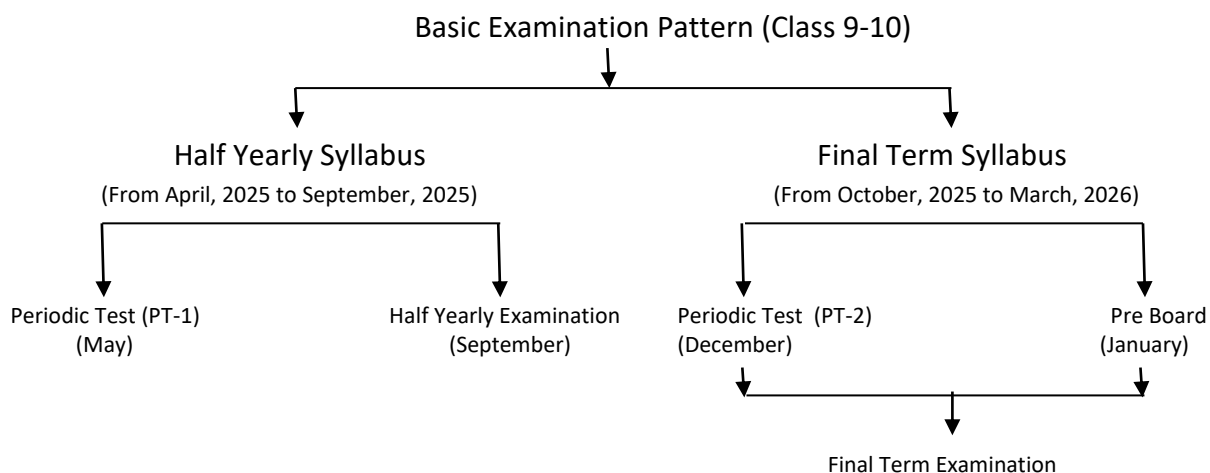 Basic Examination Pattern (Class 9-10)
Half Yearly Syllabus
(From April, 2025 to September, 2025)
Final Term Syllabus
(From October, 2025 to March, 2026)
Periodic Test (PT-1)
(May)
Half Yearly Examination
(September)
Periodic Test (PT-2)
(December)
Pre Board
(January)
Final Term Examination